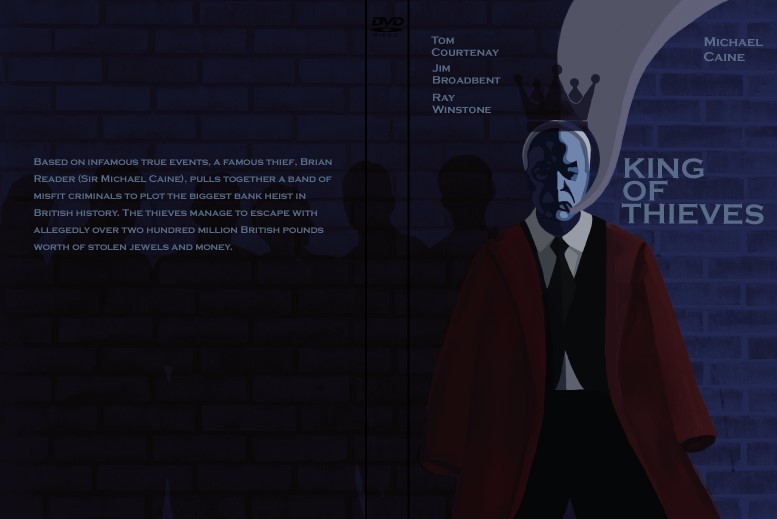 Based on infamous true events, a famous thief, Brian
Reader (Sir Michael Caine), pulls together a band of
misfit criminals to plot the biggest bank heist in
British history. The thieves manage to escape with
allegedly over two hundred million British pounds
worth of stolen jewels and money.
DVD
Tom
Courtenay
Jim
Broadbent
Ray
Winstone
Michael
Caine
KING
OF
THIEVES